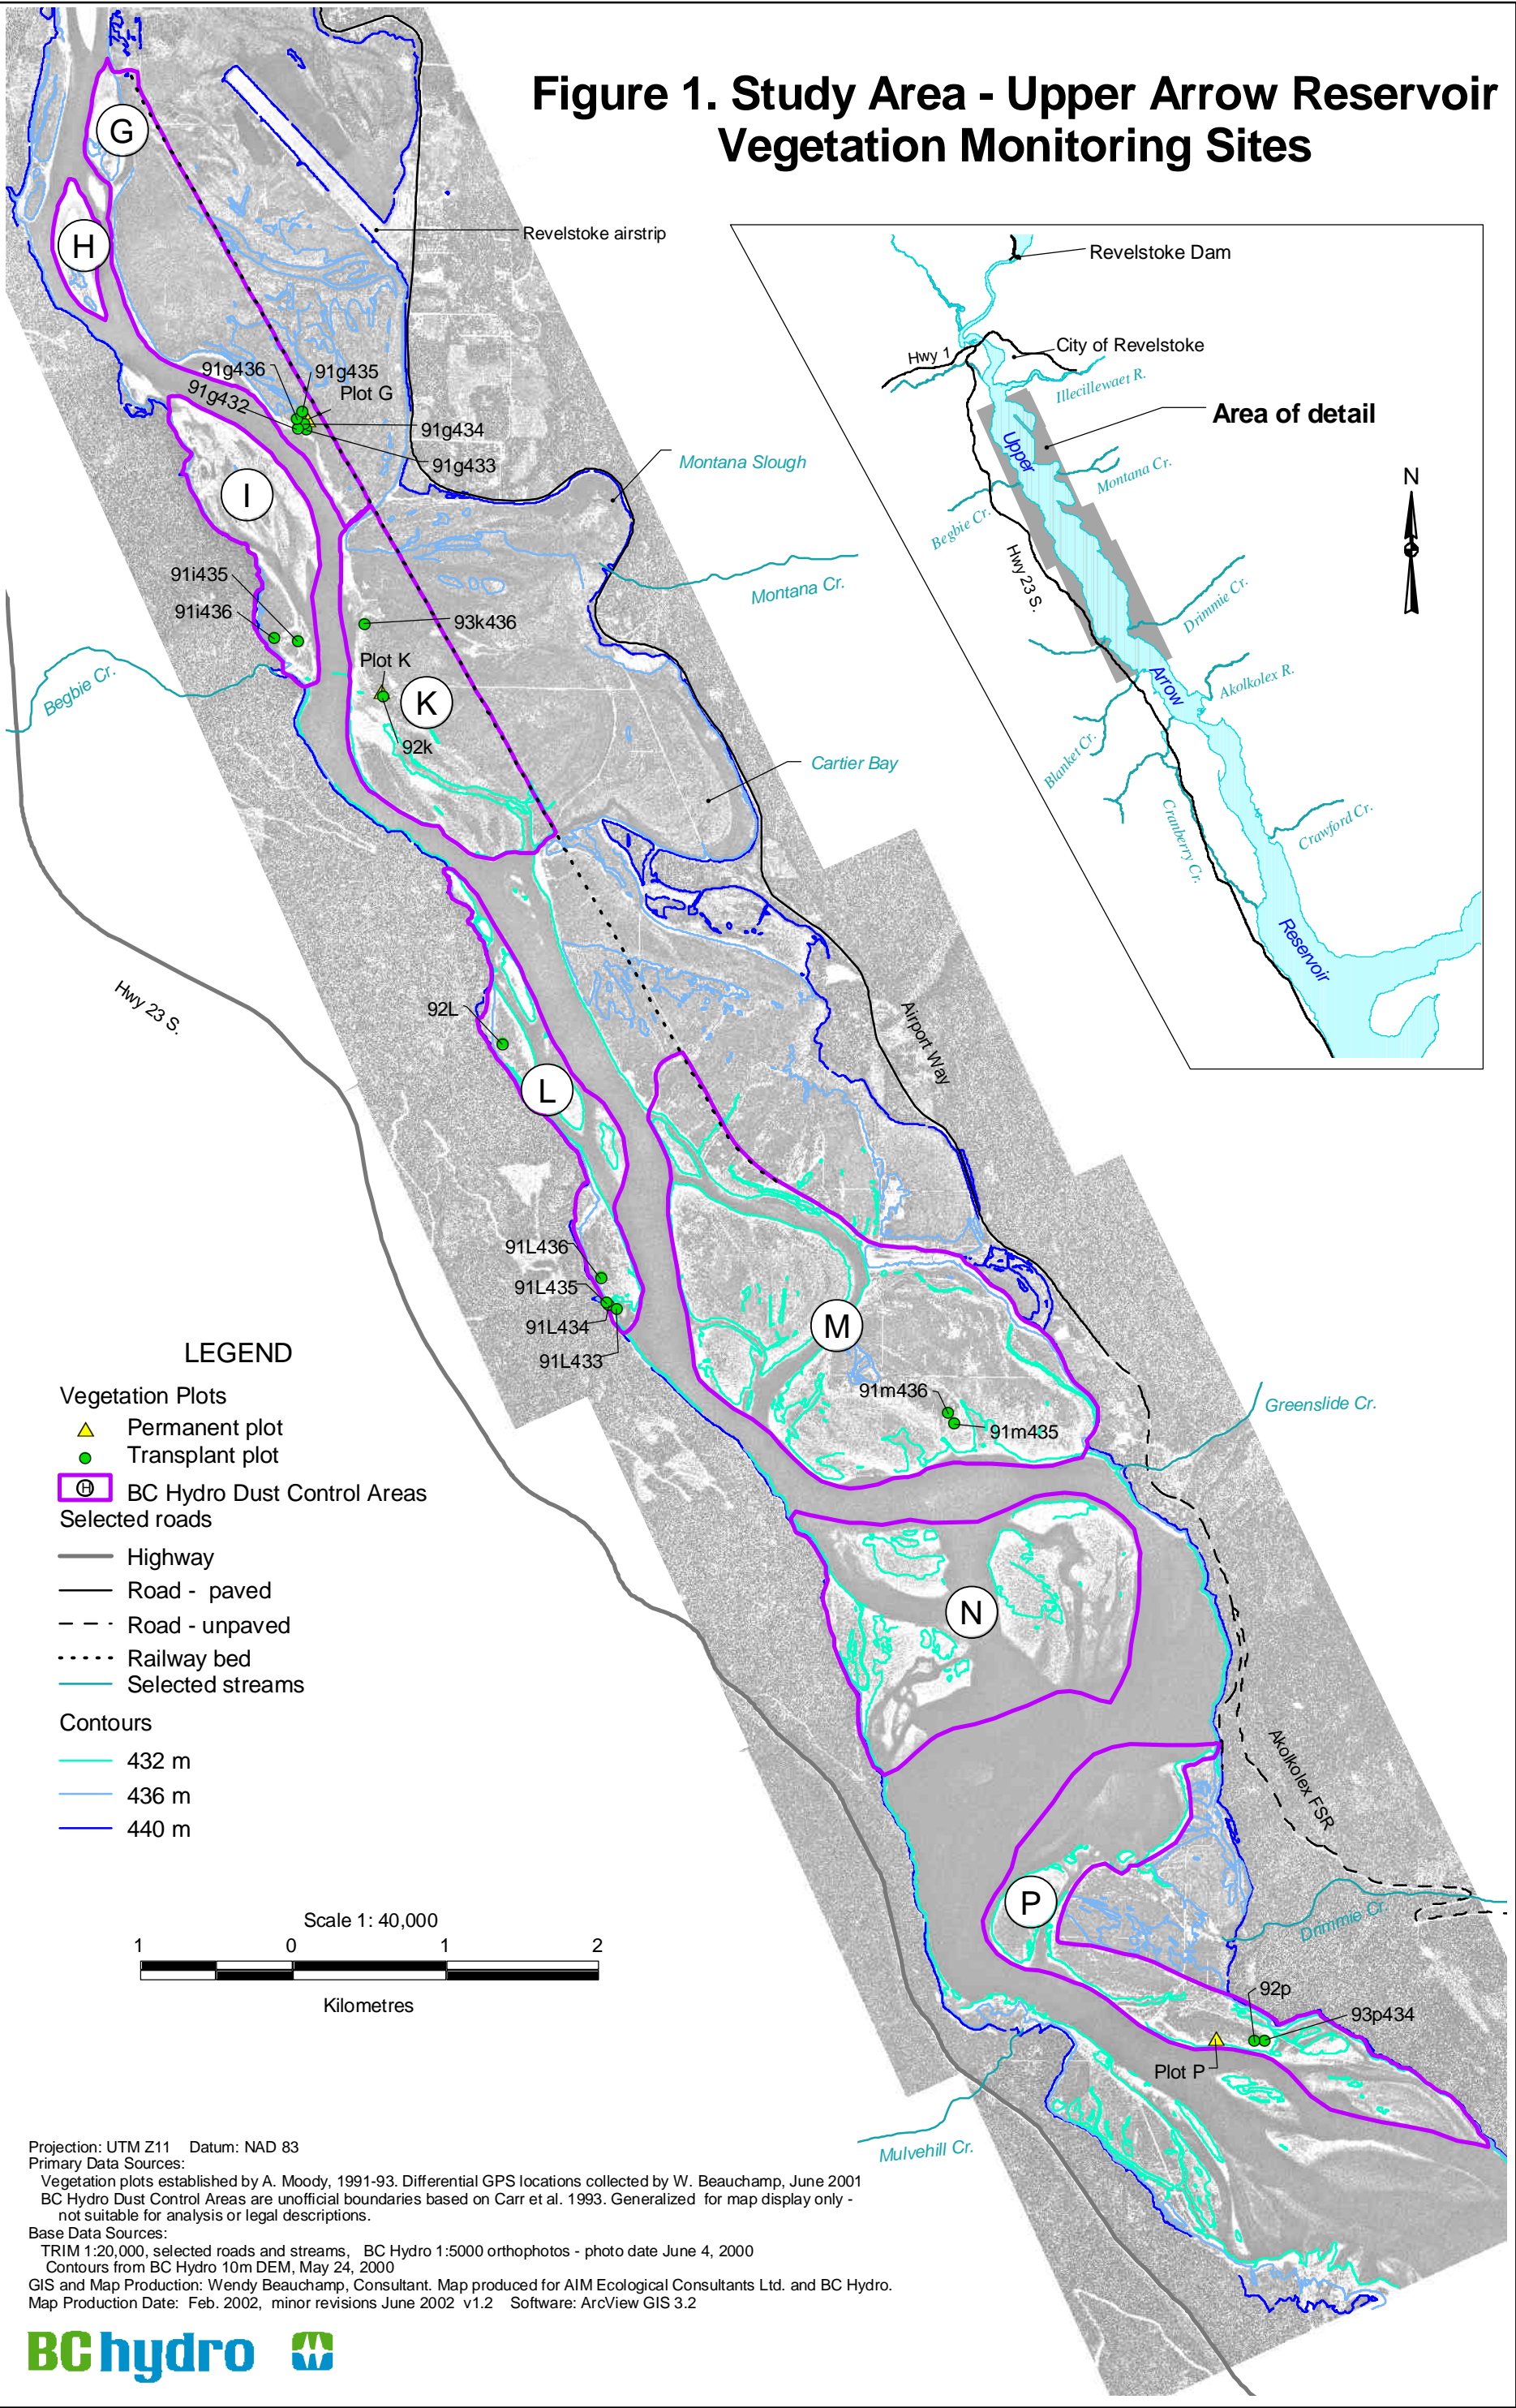 Figure 1. Study Area - Upper Arrow Reservoir
Vegetation Monitoring Sites
G
H
Revelstoke airstrip
91g436
91g435
91g432
Plot G
91g434
91g433
Montana Slough
I
91i435
91i436
Montana Cr.
93k436
Begbie Cr.
Plot K
K
92k
Cartier Bay
Hwy 23 S.
92L
L
Airport Way
91L436
91L435
91L434
91L433
M
91m436
91m435
Greenslide Cr.
N
Akolkolex FSR
P
Drimmie Cr.
92p
93p434
Plot P
Mulvehill Cr.
Revelstoke Dam
Hwy 1
City of Revelstoke
Illecillewaet R.
Area of detail
Upper
Montana Cr.
N
Begbie Cr.
Hwy 23 S.
Drimmie Cr.
Arrow
Akolkolex R.
Blanket Cr.
Cranberry Cr.
Crawford Cr.
Reservoir
LEGEND
Vegetation Plots
Permanent plot
Transplant plot
H BC Hydro Dust Control Areas
Selected roads
Highway
Road - paved
Road - unpaved
Railway bed
Selected streams
Contours
432 m
436 m
440 m
Scale 1: 40,000
1 0 1 2
Kilometres
Projection: UTM Z11 Datum: NAD 83
Primary Data Sources:
Vegetation plots established by A. Moody, 1991-93. Differential GPS locations collected by W. Beauchamp, June 2001
BC Hydro Dust Control Areas are unofficial boundaries based on Carr et al. 1993. Generalized for map display only -
not suitable for analysis or legal descriptions.
Base Data Sources:
TRIM 1:20,000, selected roads and streams, BC Hydro 1:5000 orthophotos - photo date June 4, 2000
Contours from BC Hydro 10m DEM, May 24, 2000
GIS and Map Production: Wendy Beauchamp, Consultant. Map produced for AIM Ecological Consultants Ltd. and BC Hydro.
Map Production Date: Feb. 2002, minor revisions June 2002 v1.2 Software: ArcView GIS 3.2
BChydro